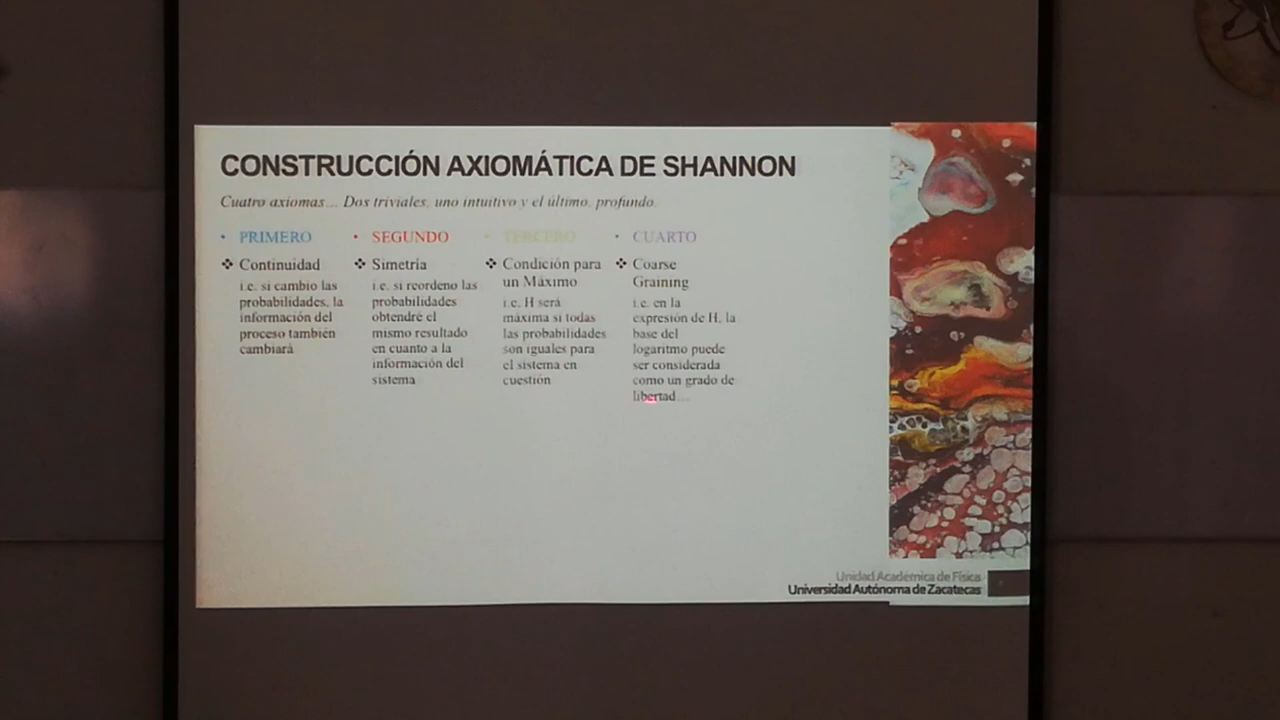 CONSTRUCCIÓN AXIOMÁTICA DE SHANNON
Cuatro axiomas... Dos triviales, uno intuitivo y el último, profundo.
• PRIMERO
❖ Continuidad
i.e. si cambio las
probabilidades, la
información del
proceso también
cambiará
• SEGUNDO
❖ Simetría
i.e. si reordeno las
probabilidades
obtendré el
mismo resultado
en cuanto a la
información del
sistema
• TERCERO
❖ Condición para
un Máximo
i.e. H será
máxima si todas
las probabilidades
son iguales para
el sistema en
cuestión
• CUARTO
❖ Coarse
Graining
i.e. en la
expresión de H, la
base del
logaritmo puede
ser considerada
como un grado de
libertad...
Unidad Académica de Física
Universidad Autónoma de Zacatecas